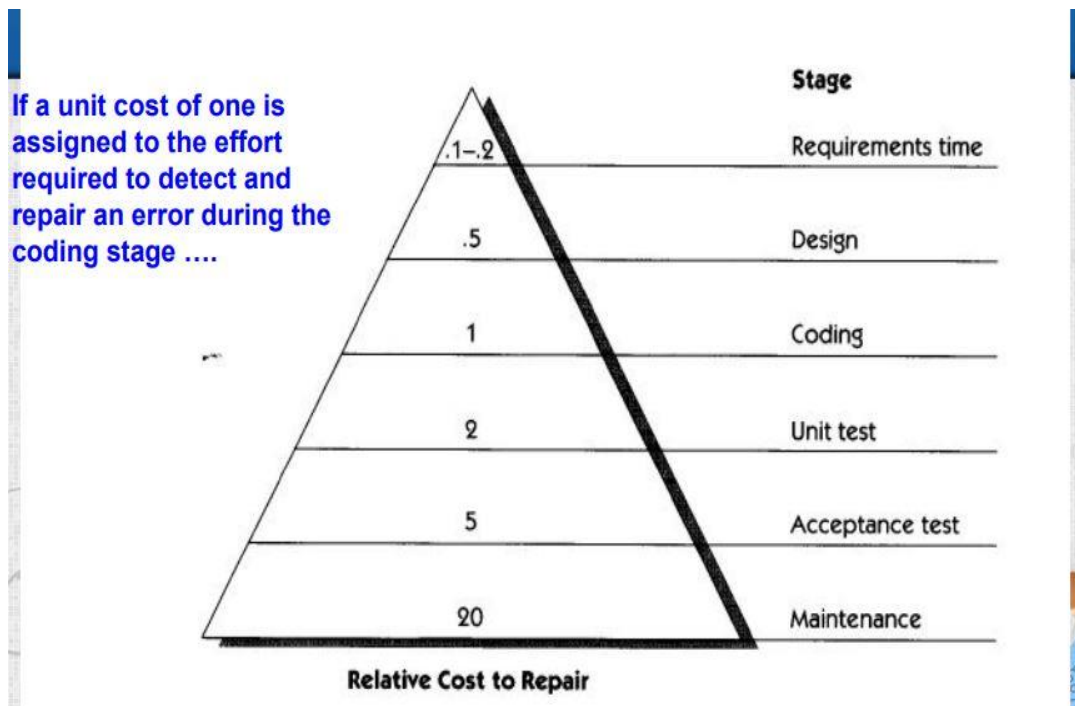 If a unit cost of one is
assigned to the effort
required to detect and
repair an error during the
coding stage ....
Stage
.1–.2 Requirements time
.5 Design
1 Coding
2 Unit test
5 Acceptance test
20 Maintenance
Relative Cost to Repair